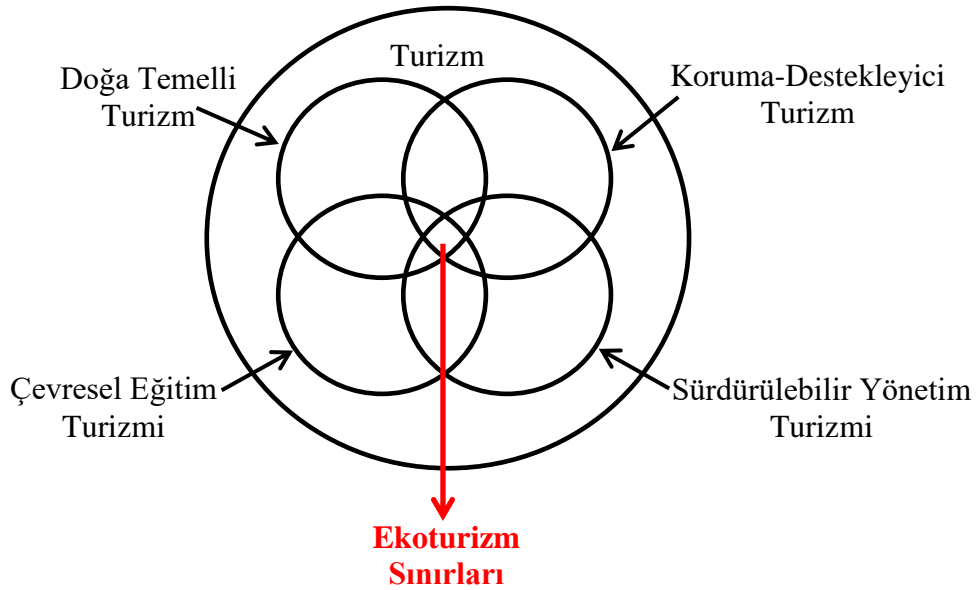 Turizm
Doğa Temelli
Turizm
Koruma-Destekleyici
Turizm
Çevresel Eğitim
Turizmi
Sürdürülebilir Yönetim
Turizmi
Ekoturizm
Sınırları